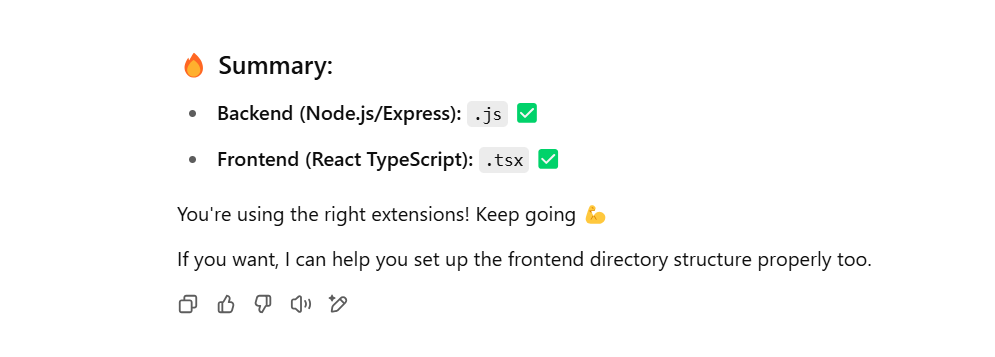 🔥 Summary:
• Backend (Node.js/Express): .js ✅
• Frontend (React TypeScript): .tsx ✅
You're using the right extensions! Keep going 💪
If you want, I can help you set up the frontend directory structure properly too.